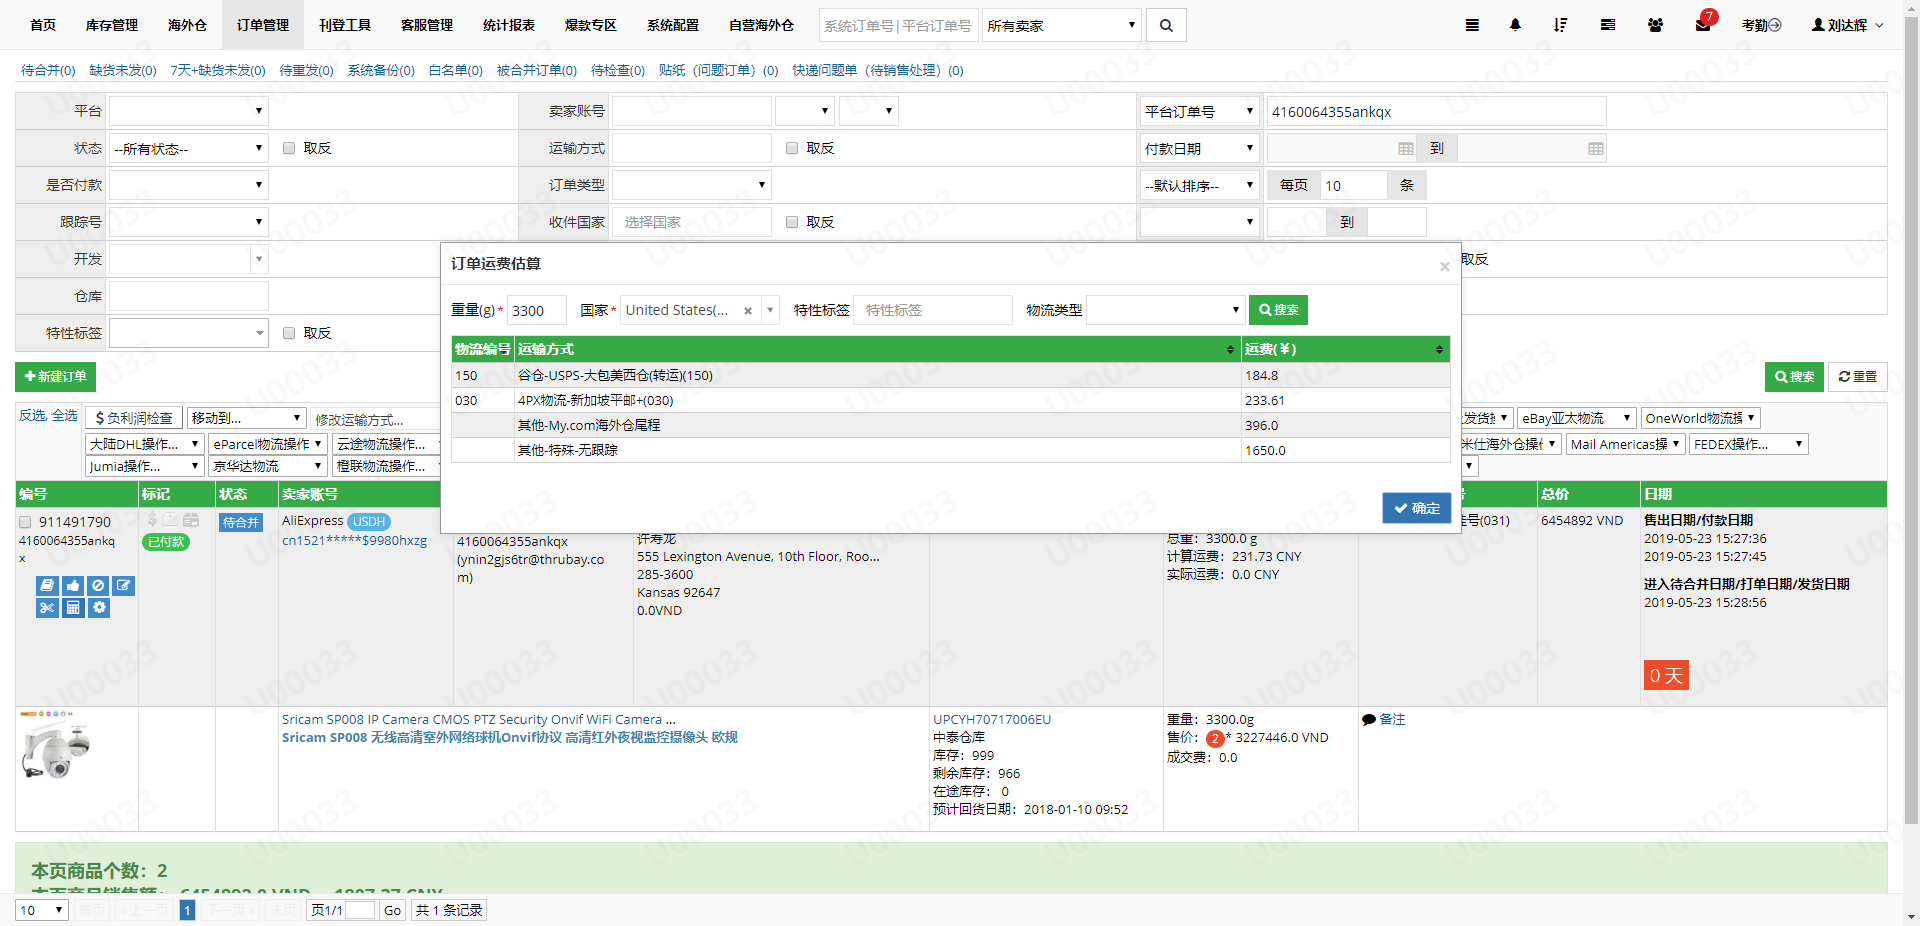 首页 库存管理 海外仓 订单管理 刊登工具 客服管理 统计报表 爆款专区 系统配置 自营海外仓 系统订单号|平台订单号 所有卖家 7 考勤 刘达辉
待合并(0) 缺货未发(0) 7天+缺货未发(0) 待重发(0) 系统备份(0) 白名单(0) 被合并订单(0) 待检查(0) 贴纸（问题订单）(0) 快递问题单（待销售处理）(0)
平台 卖家账号 平台订单号 4160064355ankqx
状态 --所有状态-- 取反 运输方式 取反 付款日期 到
是否付款 订单类型 --默认排序-- 每页 10 条
跟踪号 收件国家 选择国家 取反 到
开发 取反
仓库
特性标签 取反
订单运费估算 ×
重量(g)* 3300 国家* United States(... × 特性标签 特性标签 物流类型 搜索
物流编号 运输方式 运费(￥)
150 谷仓-USPS-大包美西仓(转运)(150) 184.8
030 4PX物流-新加坡平邮+(030) 233.61
其他-My.com海外仓尾程 396.0
其他-特殊-无跟踪 1650.0
确定
新建订单 搜索 重置
反选, 全选 $ 负利润检查 移动到... 修改运输方式... eBay亚太物流 OneWorld物流操
大陆DHL操作... eParcel物流操作 云途物流操作... 米仕海外仓操作 Mail Americas操 FEDEX操作...
Jumia操作... 京华达物流 橙联物流操作...
编号 标记 状态 卖家账号 总价 日期
911491790 待合并 AliExpress USDH (031) 6454892 VND 售出日期/付款日期
4160064355ankq 已付款 cn1521*****$9980hxzg 4160064355ankqx 许寿龙 总重：3300.0 g 2019-05-23 15:27:36
x (ynin2gjs6tr@thrubay.co 555 Lexington Avenue, 10th Floor, Roo... 计算运费：231.73 CNY 2019-05-23 15:27:45
m) 285-3600 实际运费：0.0 CNY 进入待合并日期/打单日期/发货日期
Kansas 92647 2019-05-23 15:28:56
0.0VND
0 天
Sricam SP008 IP Camera CMOS PTZ Security Onvif WiFi Camera ... UPCYH70717006EU 重量：3300.0g 备注
Sricam SP008 无线高清室外网络球机Onvif协议 高清红外夜视监控摄像头 欧规 中泰仓库 售价： 2 * 3227446.0 VND
库存：999 成交费：0.0
剩余库存：966
在途库存： 0
预计回货日期：2018-01-10 09:52
本页商品个数：2
本页商品销售额： 6454892.0 VND 1807.37 CNY
10 首页 « 上一页 1 下一页 » 末页 页1/1 Go 共 1 条记录
U00033